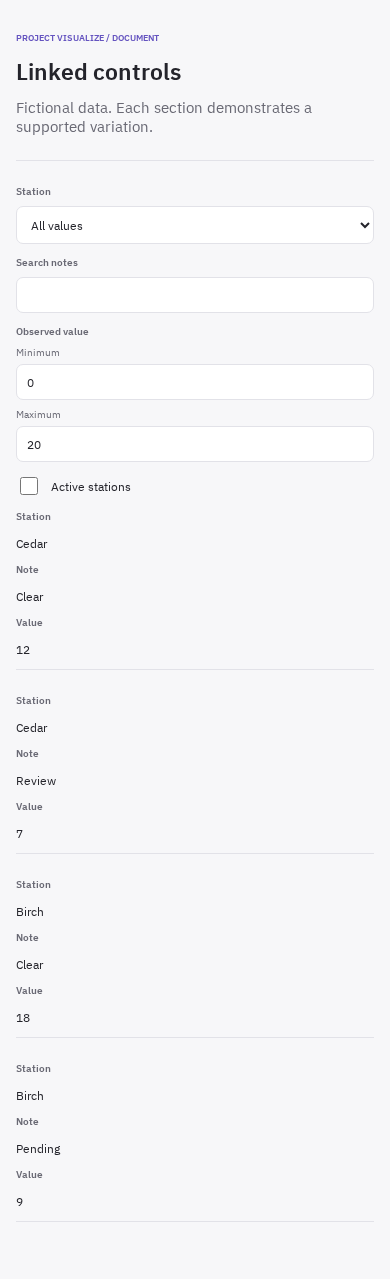 PROJECT VISUALIZE / DOCUMENT
Linked controls
Fictional data. Each section demonstrates a
supported variation.
Station
All values
Search notes
Observed value
Minimum
0
Maximum
20
Active stations
Station
Cedar
Note
Clear
Value
12
Station
Cedar
Note
Review
Value
7
Station
Birch
Note
Clear
Value
18
Station
Birch
Note
Pending
Value
9